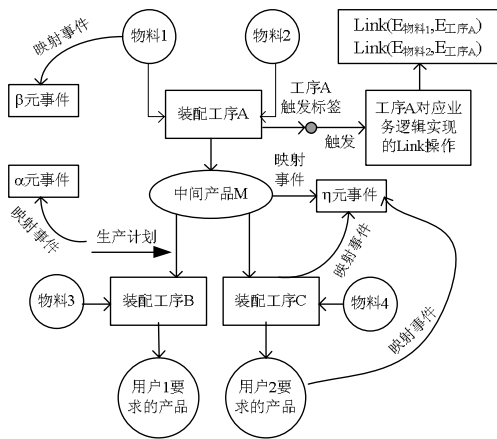 映射事件
物料1
物料2
Link(E物料1,E工序A)
Link(E物料2,E工序A)
β元事件
装配工序A
工序A
触发标签
触发
工序A对应业
务逻辑实现
的Link操作
α元事件
映射事件
中间产品M
映射
事件
η元事件
生产计划
映射事件
物料3
装配工序B
装配工序C
物料4
映射事件
用户1要
求的产品
用户2要
求的产品